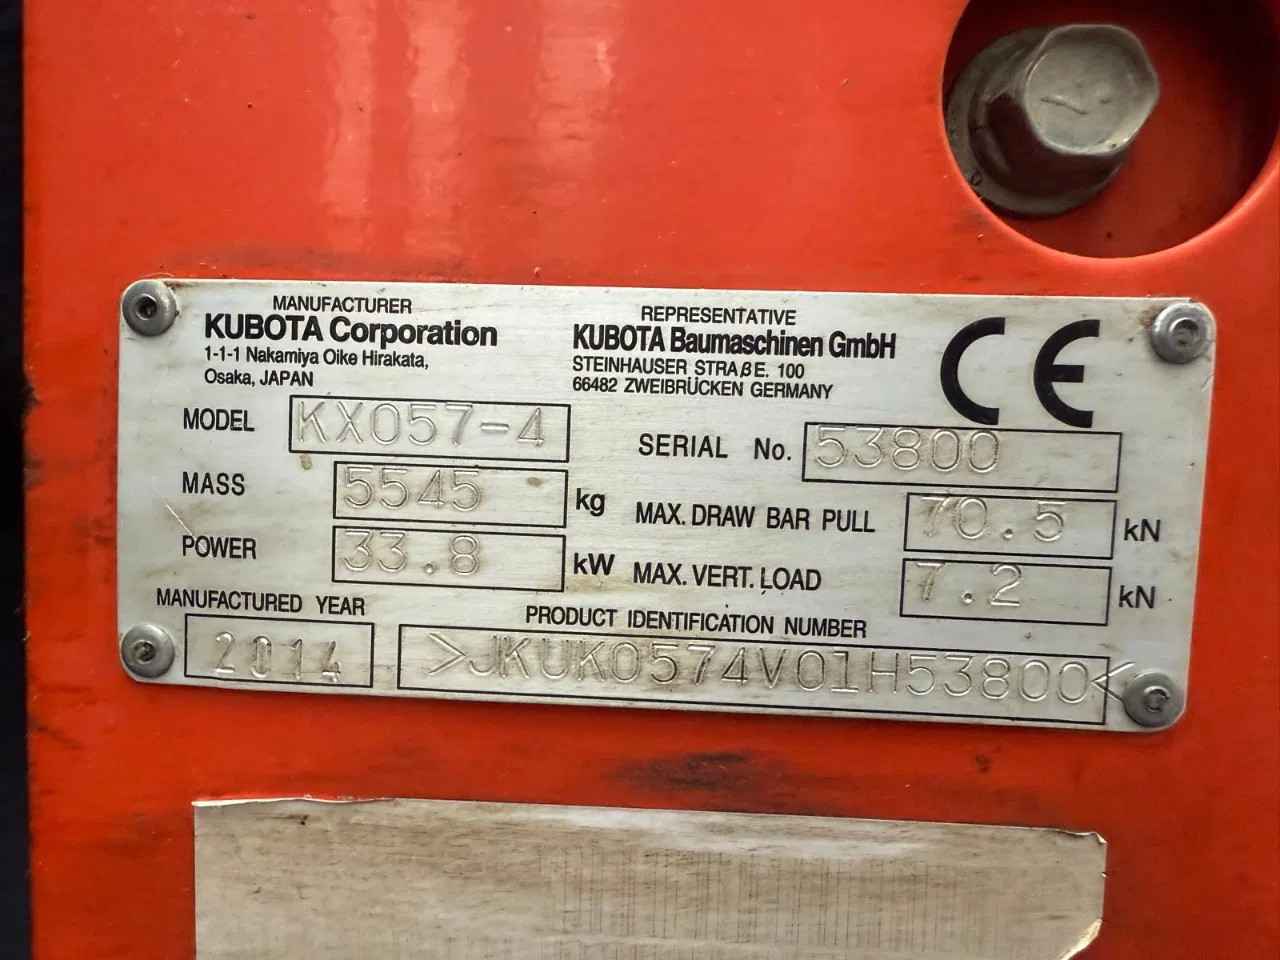 MANUFACTURER
KUBOTA Corporation
1-1-1 Nakamiya Oike Hirakata,
Osaka, JAPAN
REPRESENTATIVE
KUBOTA Baumaschinen GmbH
STEINHAUSER STRAßE. 100
66482 ZWEIBRÜCKEN GERMANY
CE
MODEL KX057-4
SERIAL No. 53800
MASS 5545 kg
MAX. DRAW BAR PULL 70.5 kN
POWER 33.8 kW
MAX. VERT. LOAD 7.2 kN
MANUFACTURED YEAR
2014
PRODUCT IDENTIFICATION NUMBER
>JKUK0574V01H53800<